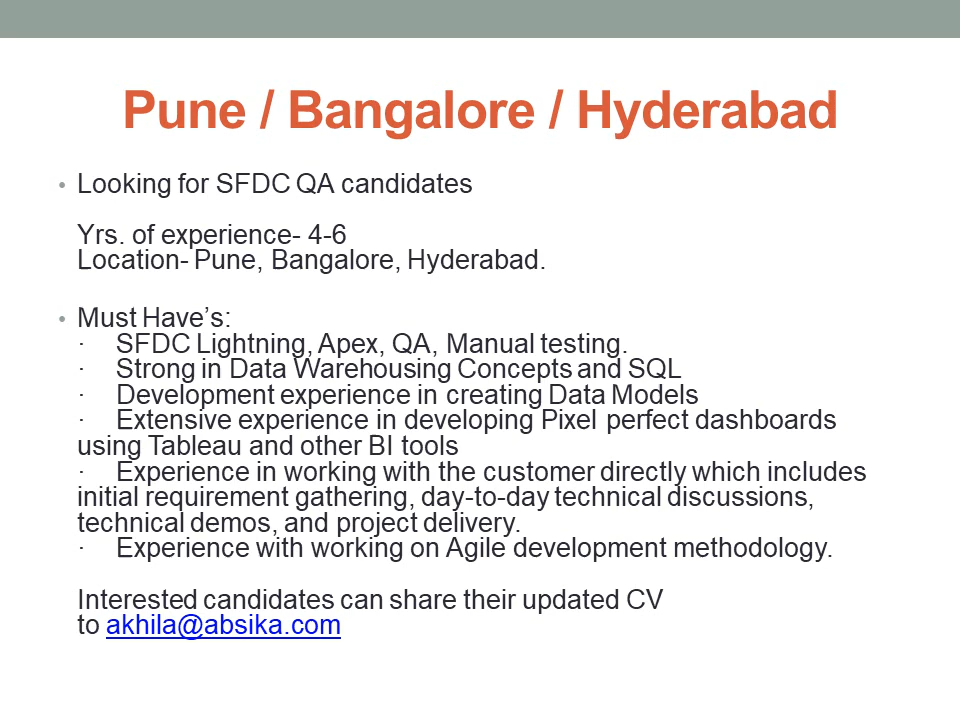 Pune / Bangalore / Hyderabad
• Looking for SFDC QA candidates
Yrs. of experience- 4-6
Location- Pune, Bangalore, Hyderabad.
• Must Have’s:
· SFDC Lightning, Apex, QA, Manual testing.
· Strong in Data Warehousing Concepts and SQL
· Development experience in creating Data Models
· Extensive experience in developing Pixel perfect dashboards
using Tableau and other BI tools
· Experience in working with the customer directly which includes
initial requirement gathering, day-to-day technical discussions,
technical demos, and project delivery.
· Experience with working on Agile development methodology.
Interested candidates can share their updated CV
to akhila@absika.com